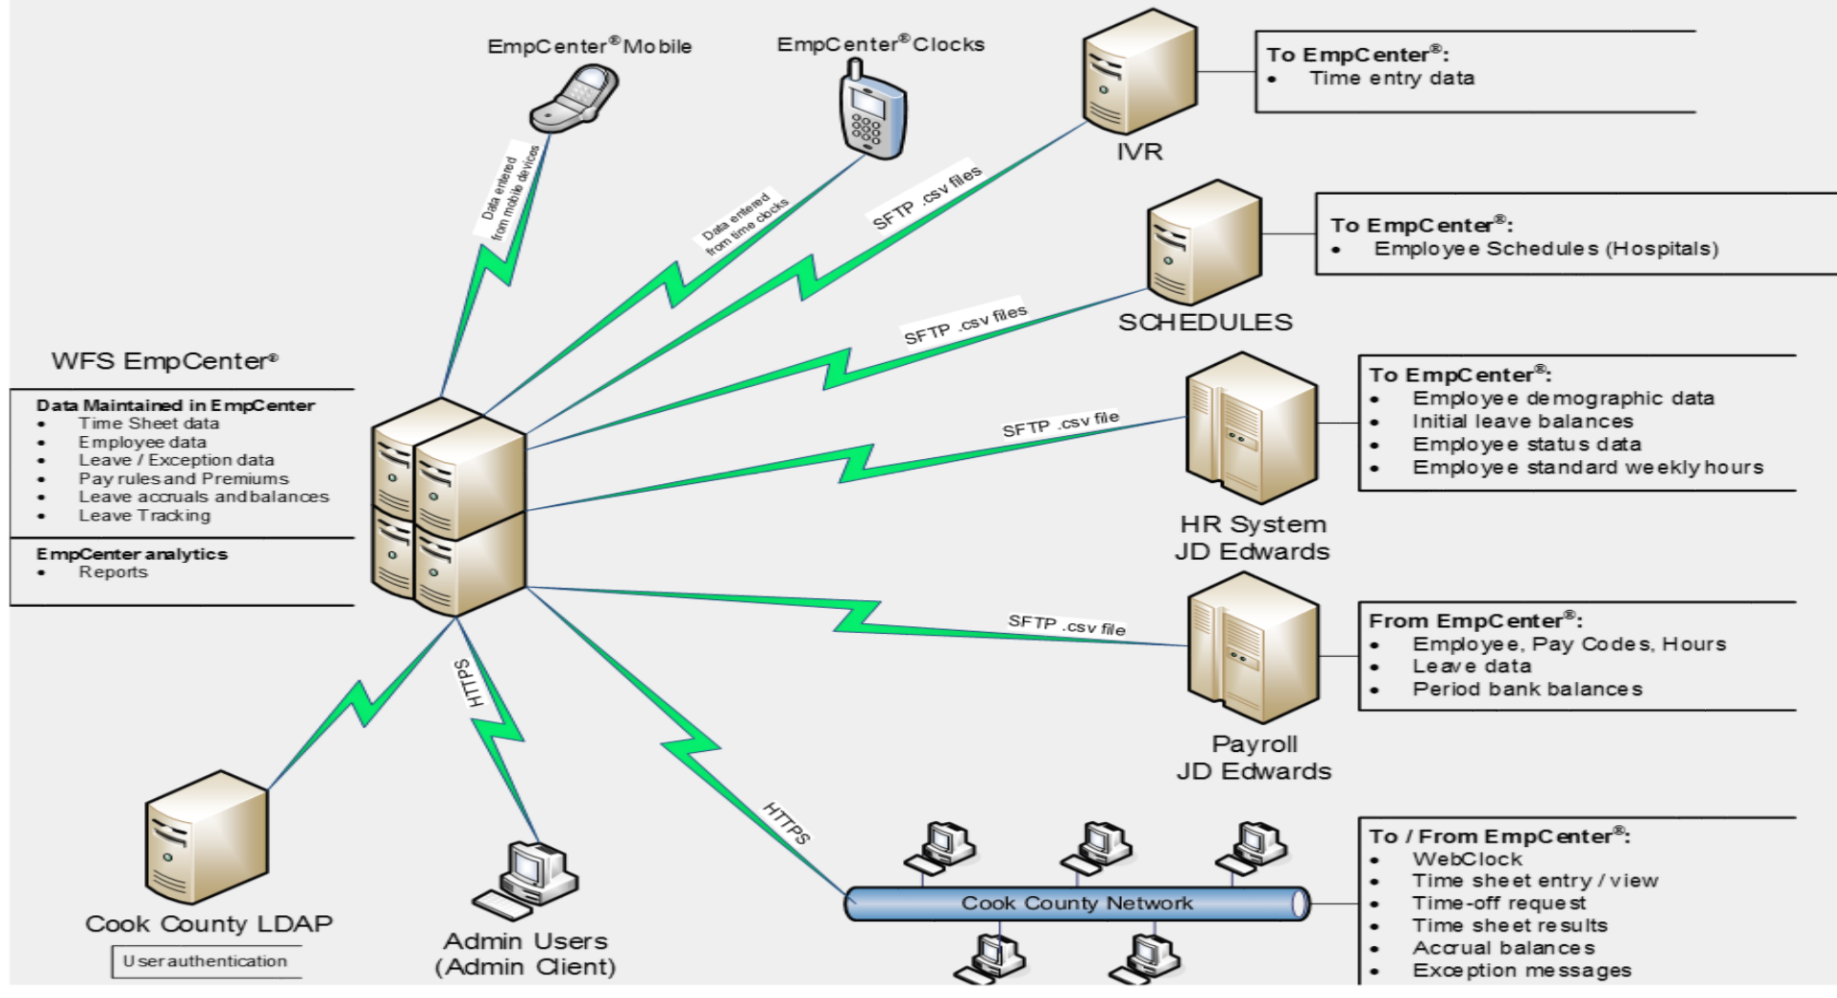 EmpCenter®Mobile
EmpCenter®Clocks
To EmpCenter®:
• Time entry data
IVR
Data entered
from mobile devices
Data entered
from time clocks
SFTP .csv files
To EmpCenter®:
• Employee Schedules (Hospitals)
SCHEDULES
SFTP .csv files
WFS EmpCenter®
Data Maintained in EmpCenter
• Time Sheet data
• Employee data
• Leave / Exception data
• Pay rules and Premiums
• Leave accruals and balances
• Leave Tracking
EmpCenter analytics
• Reports
To EmpCenter®:
• Employee demographic data
• Initial leave balances
• Employee status data
• Employee standard weekly hours
SFTP .csv file
HR System
JD Edwards
SFTP .csv file
From EmpCenter®:
• Employee, Pay Codes, Hours
• Leave data
• Period bank balances
Payroll
JD Edwards
HTTPS
HTTPS
Cook County LDAP
User authentication
Admin Users
(Admin Client)
Cook County Network
To / From EmpCenter®:
• WebClock
• Time sheet entry / view
• Time-off request
• Time sheet results
• Accrual balances
• Exception messages